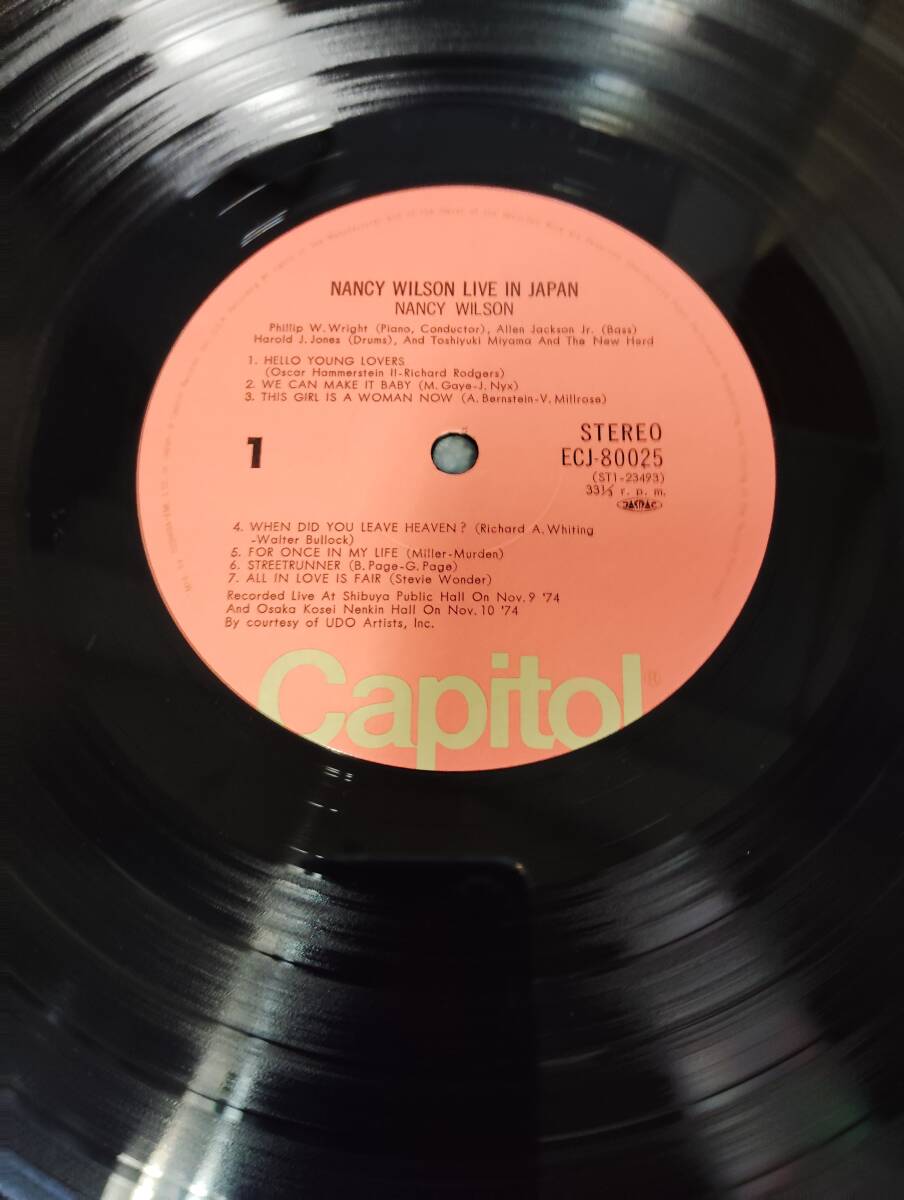 NANCY WILSON LIVE IN JAPAN
NANCY WILSON
Phillip W. Wright (Piano, Conductor), Allen Jackson Jr. (Bass)
Harold J. Jones (Drums), And Toshiyuki Miyama And The New Herd
1. HELLO YOUNG LOVERS
(Oscar Hammerstein II-Richard Rodgers)
2. WE CAN MAKE IT BABY (M. Gaye-J. Nyx)
3. THIS GIRL IS A WOMAN NOW (A. Bernstein-V. Millrose)
1
STEREO
ECJ-80025
(ST1-23493)
33⅓ r. p. m.
JASRAC
4. WHEN DID YOU LEAVE HEAVEN? (Richard A. Whiting
-Walter Bullock)
5. FOR ONCE IN MY LIFE (Miller-Murden)
6. STREETRUNNER (B. Page-G. Page)
7. ALL IN LOVE IS FAIR (Stevie Wonder)
Recorded Live At Shibuya Public Hall On Nov. 9 '74
And Osaka Kosei Nenkin Hall On Nov. 10 '74
By courtesy of UDO Artists, Inc.
Capitol®